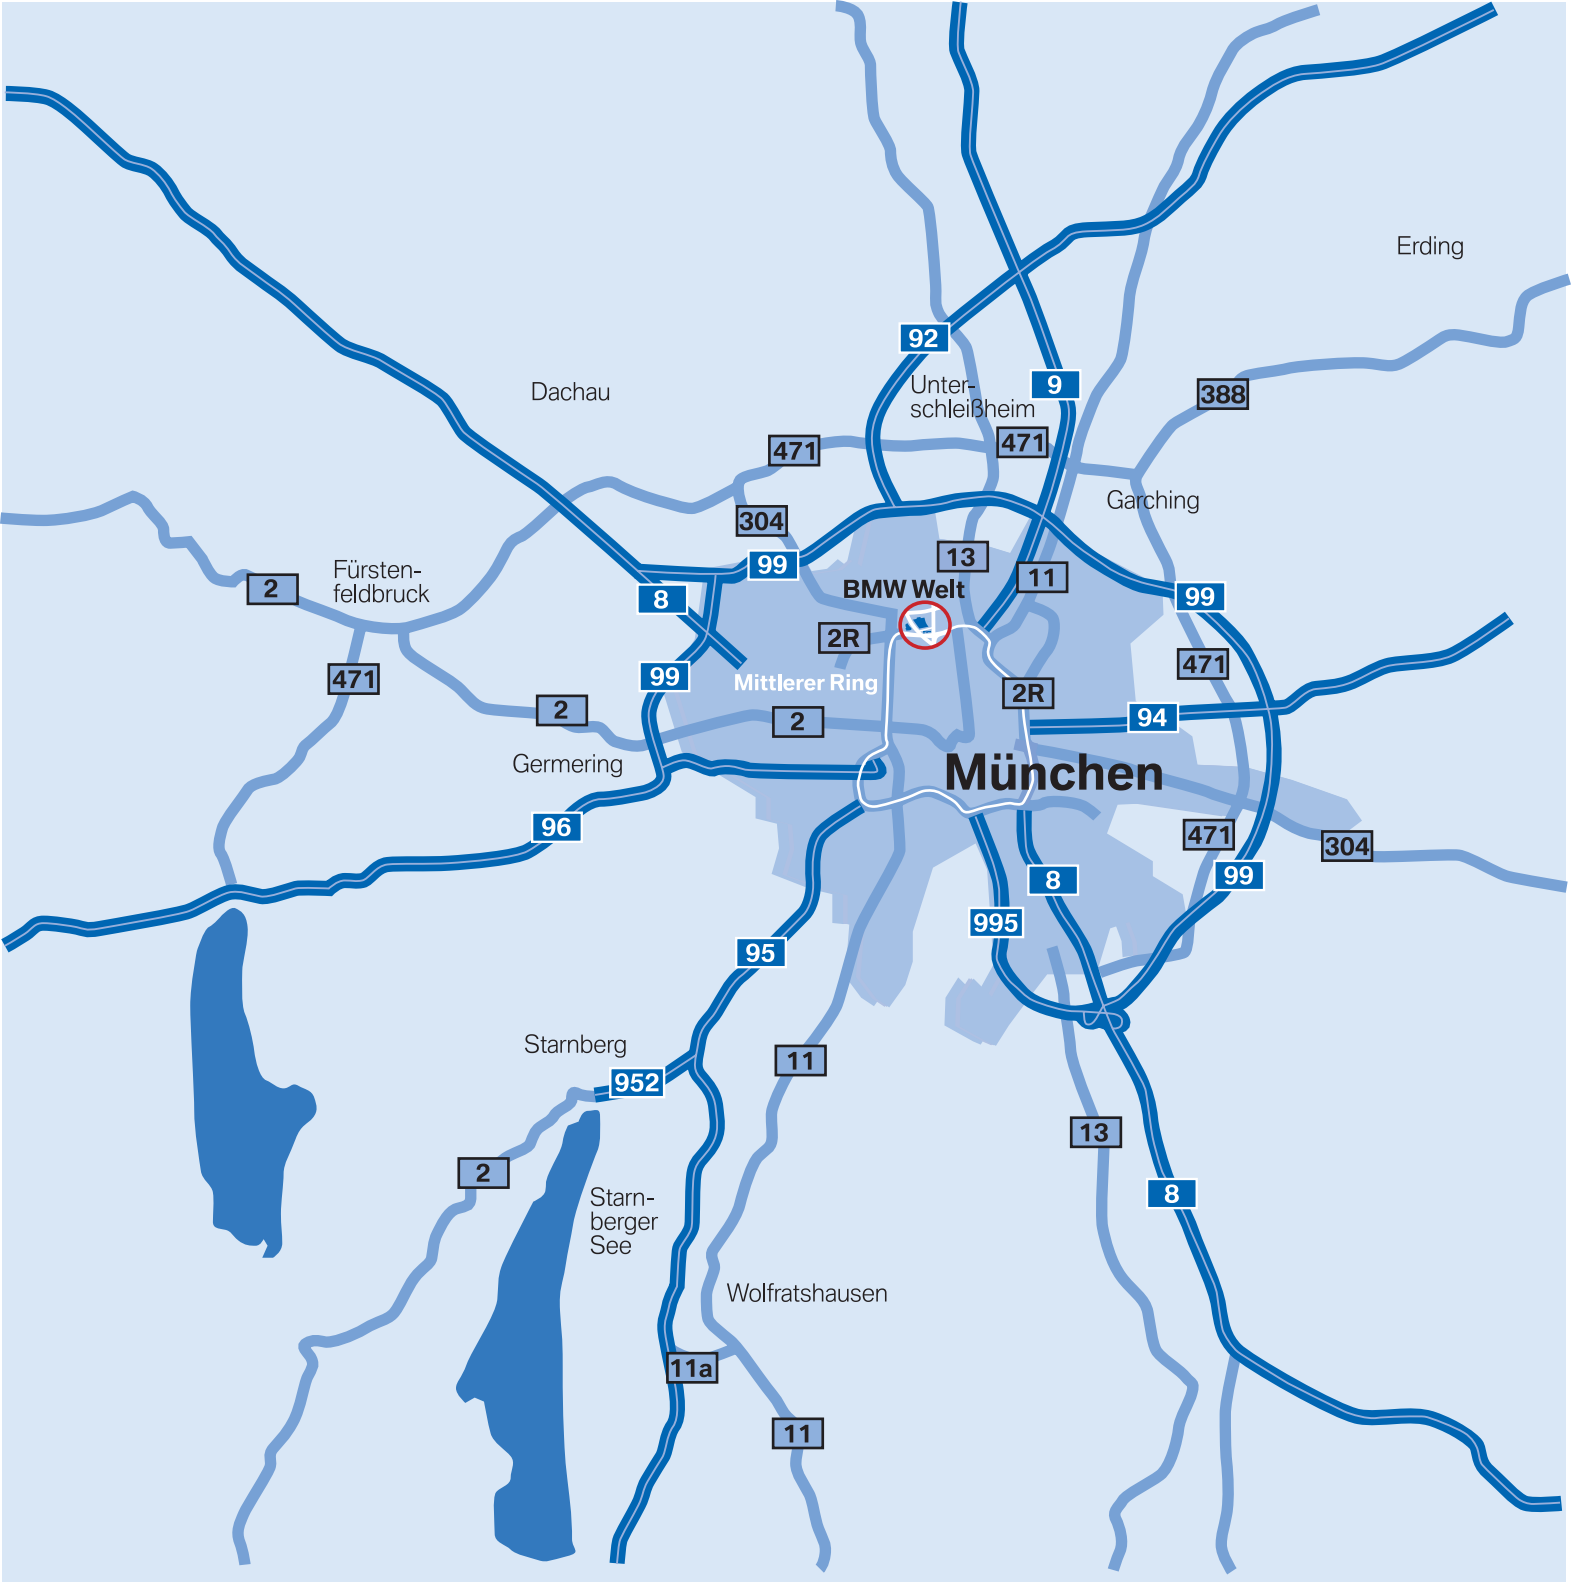 Erding
92
9
Unter-
schleißheim
Dachau
388
471
471
Garching
304
13
99
11
Fürsten-
feldbruck
2
BMW Welt
8
99
2R
471
471
99
Mittlerer Ring
2R
2
2
94
Germering
München
96
471
304
8
99
995
95
Starnberg
11
952
13
2
Starn-
berger
See
8
Wolfratshausen
11a
11